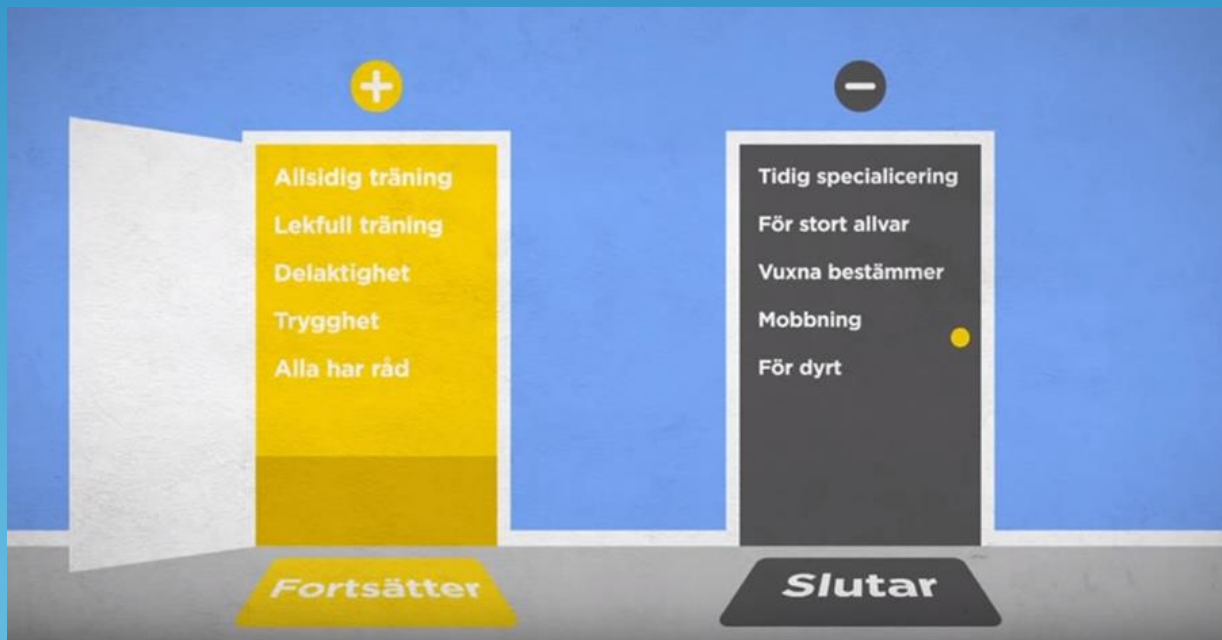 Allsidig träning
Lekfull träning
Delaktighet
Trygghet
Alla har råd
Fortsätter
Tidig specialicering
För stort allvar
Vuxna bestämmer
Mobbning
För dyrt
Slutar